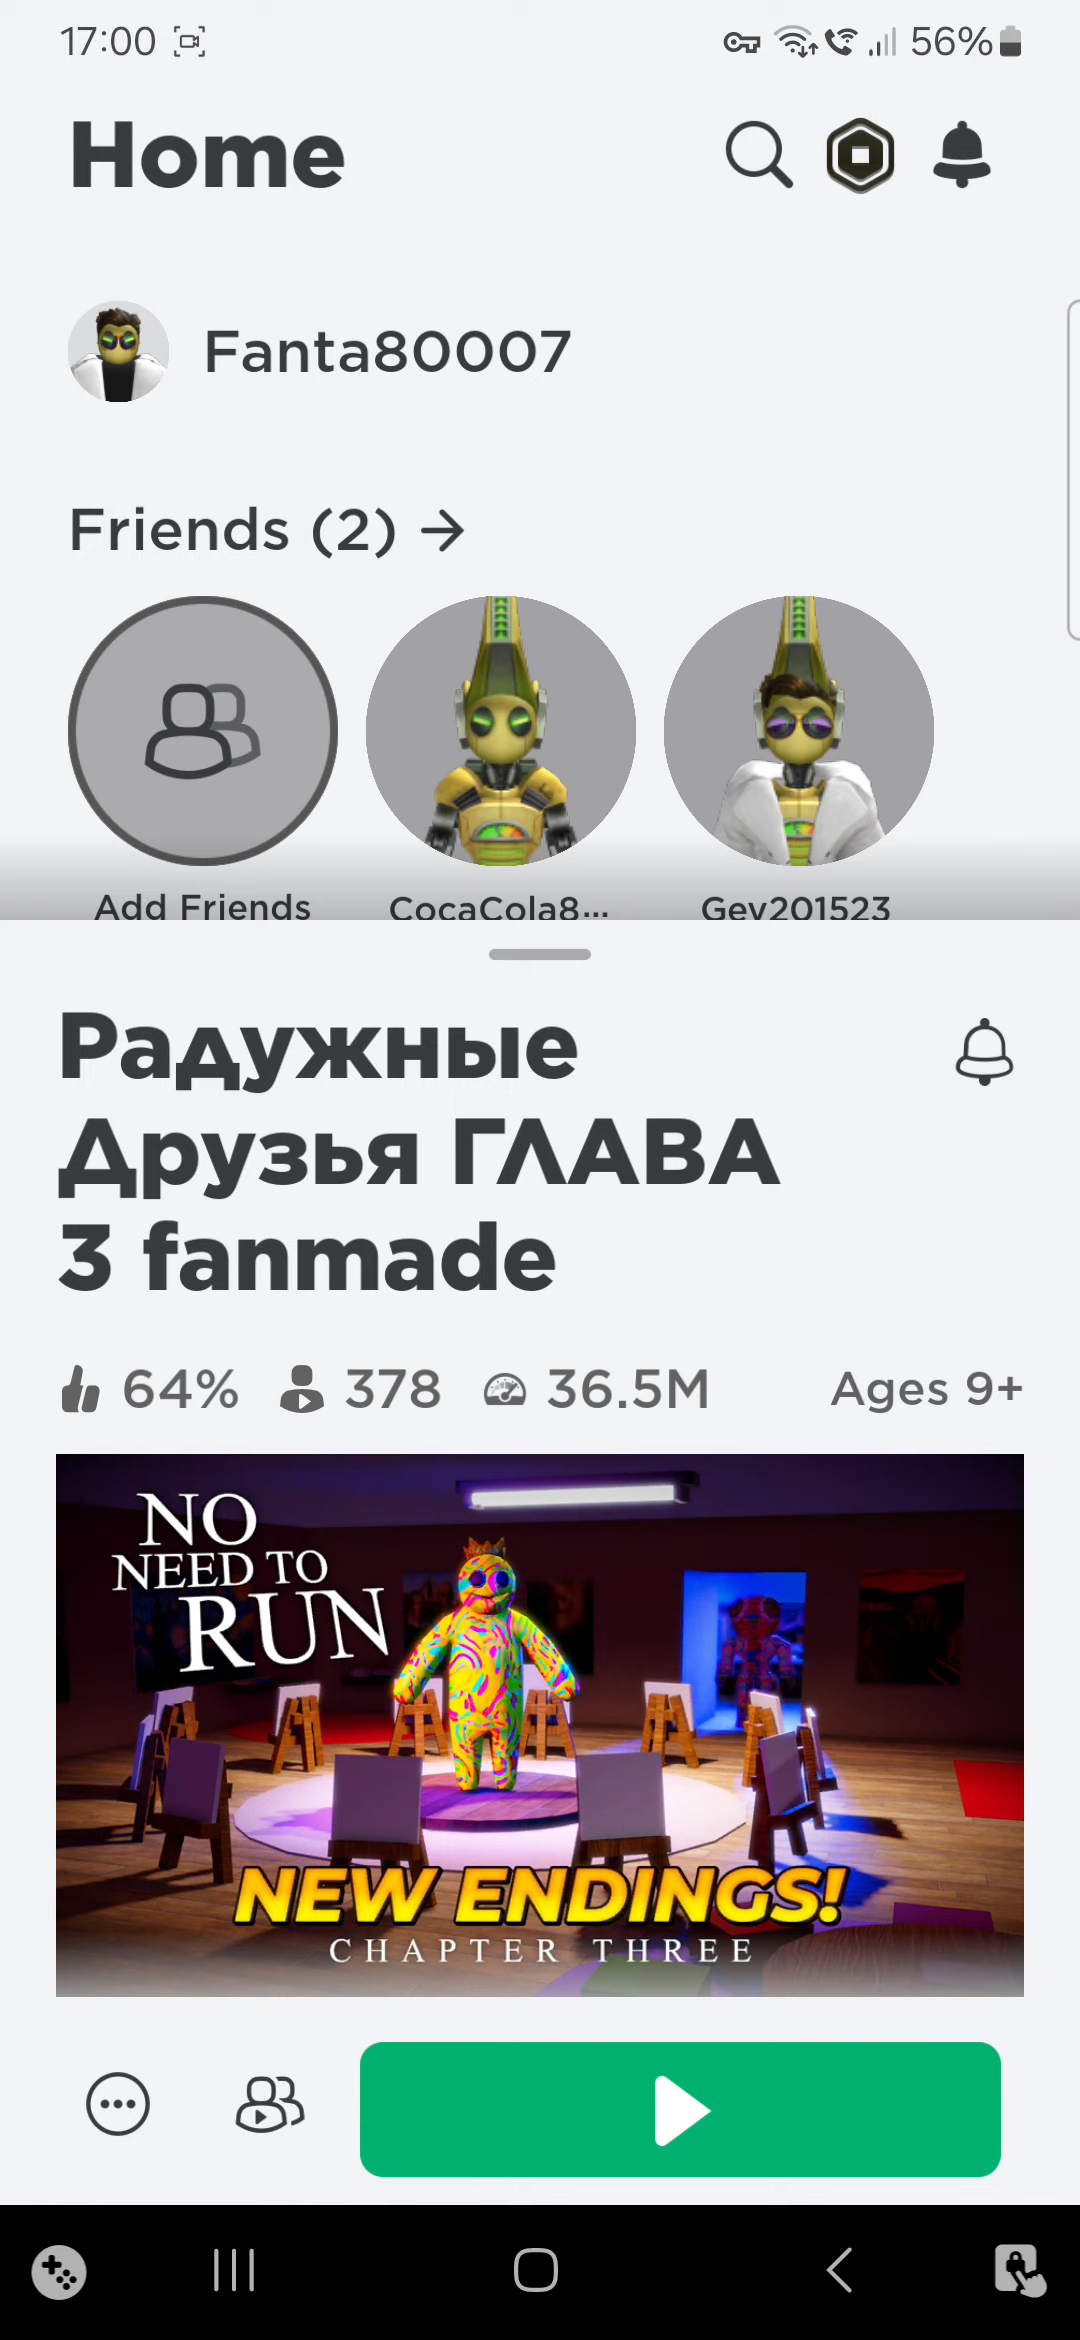 17:00
56%
Home
Fanta80007
Friends (2) →
Add Friends
CocaCola8...
Gev201523
Радужные
Друзья ГЛАВА
3 fanmade
64% 378 36.5M Ages 9+
NO
NEED TO
RUN
NEW ENDINGS!
CHAPTER THREE